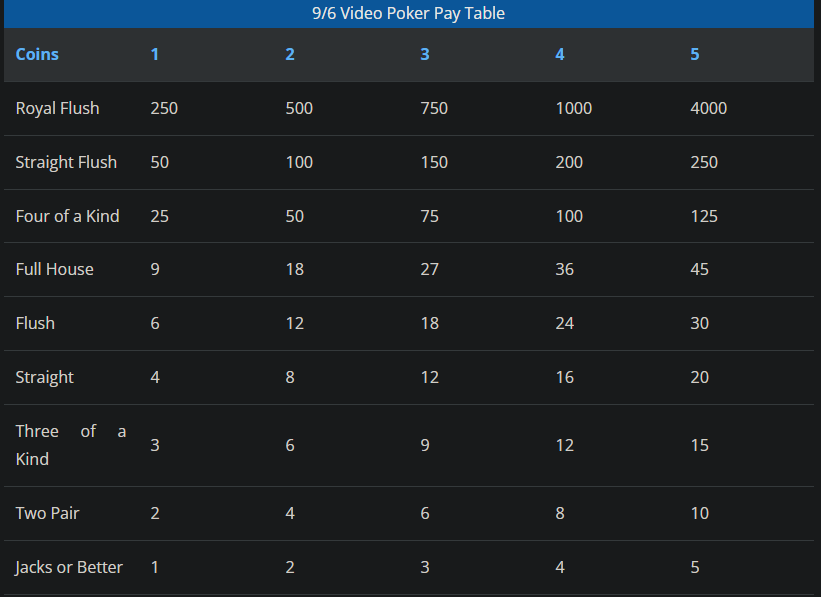 9/6 Video Poker Pay Table
Coins 1 2 3 4 5
Royal Flush 250 500 750 1000 4000
Straight Flush 50 100 150 200 250
Four of a Kind 25 50 75 100 125
Full House 9 18 27 36 45
Flush 6 12 18 24 30
Straight 4 8 12 16 20
Three of a
Kind 3 6 9 12 15
Two Pair 2 4 6 8 10
Jacks or Better 1 2 3 4 5